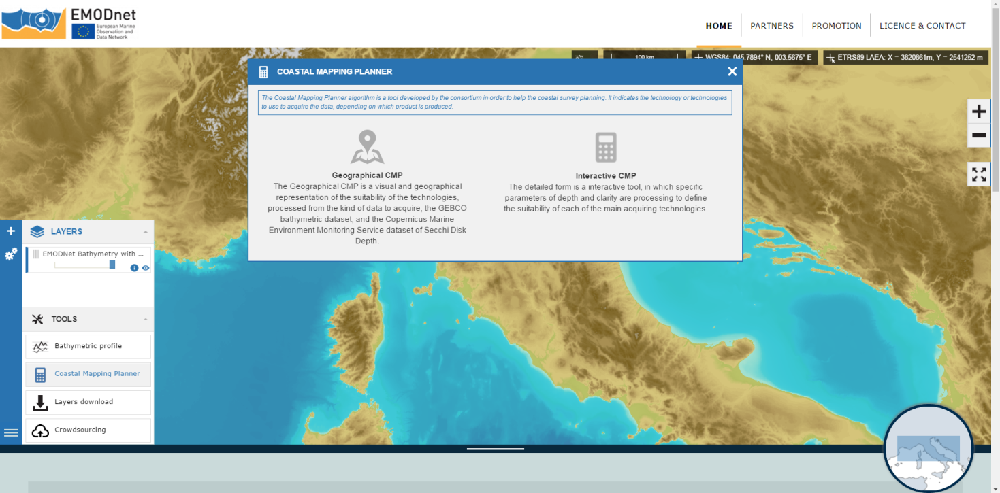 EMODnet
European Marine
Observation and
Data Network
HOME
PARTNERS
PROMOTION
LICENCE & CONTACT
100 km
WGS84: 045.7894° N, 003.5675° E
ETRS89-LAEA: X = 3820861m, Y = 2541252 m
COASTAL MAPPING PLANNER
The Coastal Mapping Planner algorithm is a tool developed by the consortium in order to help the coastal survey planning. It indicates the technology or technologies
to use to acquire the data, depending on which product is produced.
Geographical CMP
The Geographical CMP is a visual and geographical
representation of the suitability of the technologies,
processed from the kind of data to acquire, the GEBCO
bathymetric dataset, and the Copernicus Marine
Environment Monitoring Service dataset of Secchi Disk
Depth.
Interactive CMP
The detailed form is a interactive tool, in which specific
parameters of depth and clarity are processing to define
the suitability of each of the main acquiring technologies.
LAYERS
EMODNet Bathymetry with ...
TOOLS
Bathymetric profile
Coastal Mapping Planner
Layers download
Crowdsourcing